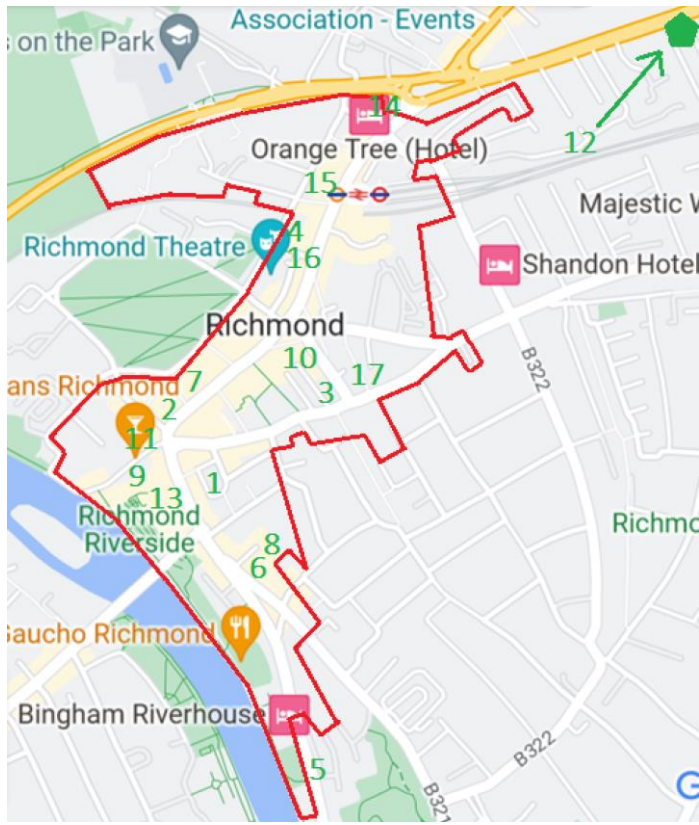 Association - Events
s on the Park
12
14
Orange Tree (Hotel)
15
Majestic W
4
Richmond Theatre
16
Shandon Hotel
Richmond
10
17
7
3
ans Richmond
2
B322
11
9
1
13
Richmond
Riverside
Richmo
8
6
Gaucho Richmond
Bingham Riverhouse
5
B322
B321
G